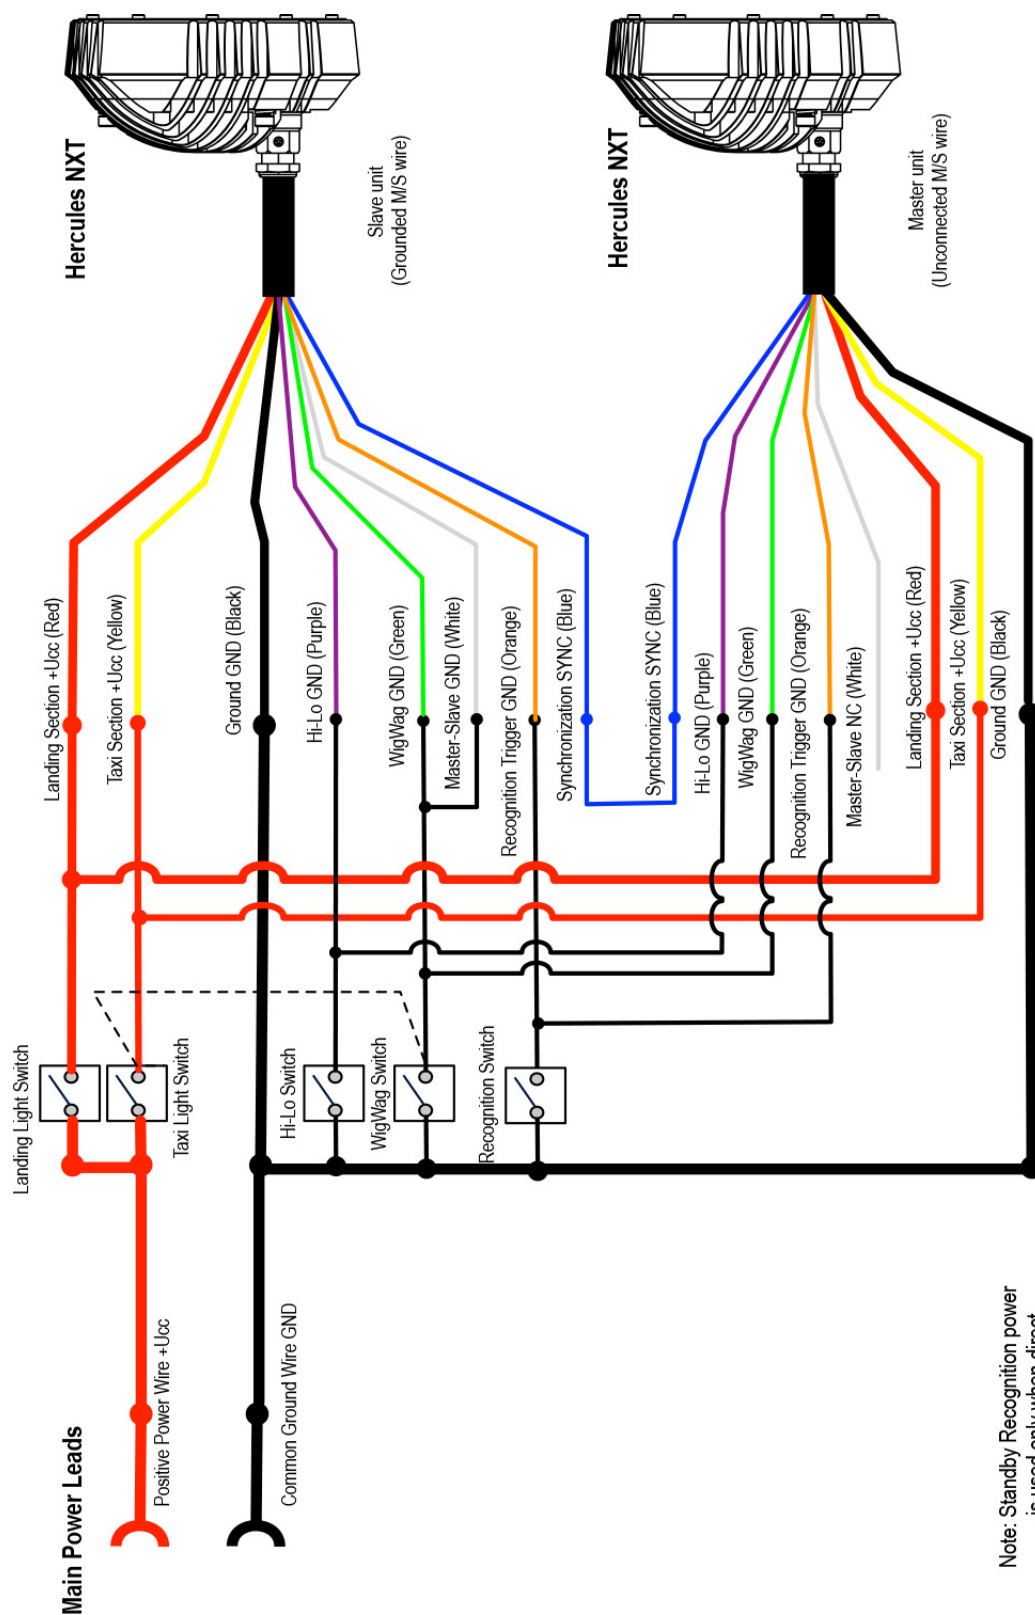 Hercules NXT
Slave unit
(Grounded M/S wire)
Hercules NXT
Master unit
(Unconnected M/S wire)
Landing Section +Ucc (Red)
Taxi Section +Ucc (Yellow)
Ground GND (Black)
Hi-Lo GND (Purple)
WigWag GND (Green)
Master-Slave GND (White)
Recognition Trigger GND (Orange)
Synchronization SYNC (Blue)
Synchronization SYNC (Blue)
Hi-Lo GND (Purple)
WigWag GND (Green)
Recognition Trigger GND (Orange)
Master-Slave NC (White)
Landing Section +Ucc (Red)
Taxi Section +Ucc (Yellow)
Ground GND (Black)
Landing Light Switch
Taxi Light Switch
Hi-Lo Switch
WigWag Switch
Recognition Switch
Main Power Leads
Positive Power Wire +Ucc
Common Ground Wire GND
Note: Standby Recognition power
is used only when direct